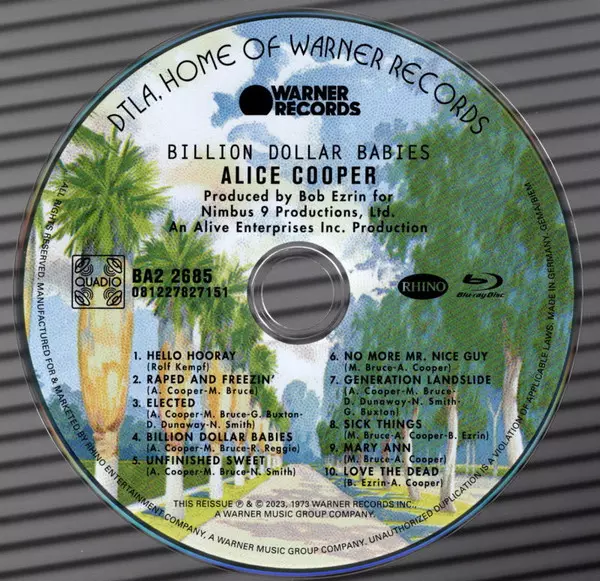 DTLA, HOME OF WARNER RECORDS
WARNER
RECORDS
BILLION DOLLAR BABIES
ALICE COOPER
Produced by Bob Ezrin for
Nimbus 9 Productions, Ltd.
An Alive Enterprises Inc. Production
QUADIO
BA2 2685
081227827151
RHINO
Blu-ray Disc
1. HELLO HOORAY
(Rolf Kempf)
2. RAPED AND FREEZIN'
(A. Cooper-M. Bruce)
3. ELECTED
(A. Cooper-M. Bruce-G. Buxton-
D. Dunaway-N. Smith)
4. BILLION DOLLAR BABIES
(A. Cooper-M. Bruce-R. Reggie)
5. UNFINISHED SWEET
(A. Cooper-M. Bruce-N. Smith)
6. NO MORE MR. NICE GUY
(M. Bruce-A. Cooper)
7. GENERATION LANDSLIDE
(A. Cooper-M. Bruce-
D. Dunaway-N. Smith-
G. Buxton)
8. SICK THINGS
(M. Bruce-A. Cooper-B. Ezrin)
9. MARY ANN
(M. Bruce-A. Cooper)
10. LOVE THE DEAD
(B. Ezrin-A. Cooper)
THIS REISSUE ℗ & © 2023, 1973 WARNER RECORDS INC.,
A WARNER MUSIC GROUP COMPANY.
ALL RIGHTS RESERVED. MANUFACTURED FOR & MARKETED BY RHINO ENTERTAINMENT COMPANY, A WARNER MUSIC GROUP COMPANY. UNAUTHORIZED DUPLICATION IS A VIOLATION OF APPLICABLE LAWS. MADE IN GERMANY. GEMA/BIEM